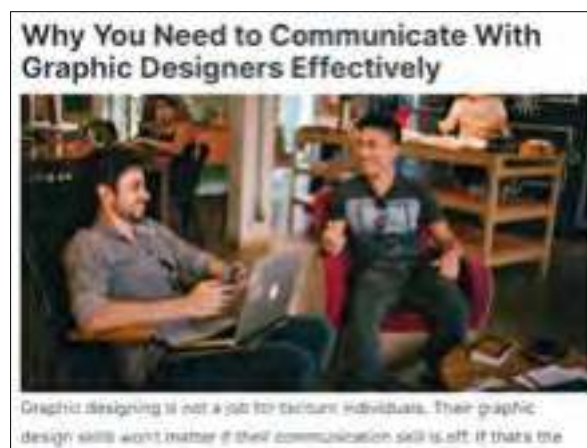 Why You Need to Communicate With
Graphic Designers Effectively
Graphic designing is not a job for taciturn individuals. Their graphic
design skills won't matter if their communication skill is off. If that's the